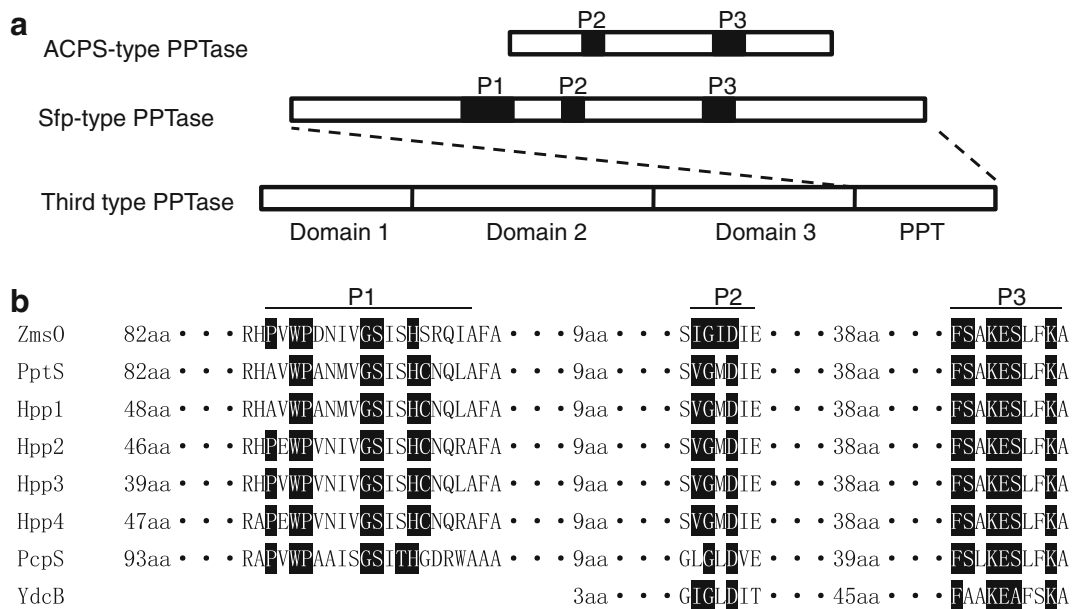 a
P2 P3
ACPS-type PPTase
P1 P2 P3
Sfp-type PPTase
Third type PPTase
Domain 1 Domain 2 Domain 3 PPT
b
P1 P2 P3
ZmsO 82aa • • • RHPVWPDNIVGSISHSRQIAFA • • • 9aa • • • SIGIDIE • • • 38aa • • • FSAKESLFKA
PptS 82aa • • • RHAVWPANMVGSISHCNQLAFA • • • 9aa • • • SVGMDIE • • • 38aa • • • FSAKESLFKA
Hpp1 48aa • • • RHAVWPANMVGSISHCNQLAFA • • • 9aa • • • SVGMDIE • • • 38aa • • • FSAKESLFKA
Hpp2 46aa • • • RHPEWPVNIVGSISHCNQRAFA • • • 9aa • • • SVGMDIE • • • 38aa • • • FSAKESLFKA
Hpp3 39aa • • • RHPVWPVNIVGSISHCNQLAFA • • • 9aa • • • SVGMDIE • • • 38aa • • • FSAKESLFKA
Hpp4 47aa • • • RAPEWPVNIVGSISHCNQRAFA • • • 9aa • • • SVGMDIE • • • 38aa • • • FSAKESLFKA
PcpS 93aa • • • RAPVWPAAISGSITHGDRWAAA • • • 9aa • • • GLGLDVE • • • 39aa • • • FSLKESLFKA
YdcB 3aa • • • GIGLDIT • • • 45aa • • • FAAKEAFSKA